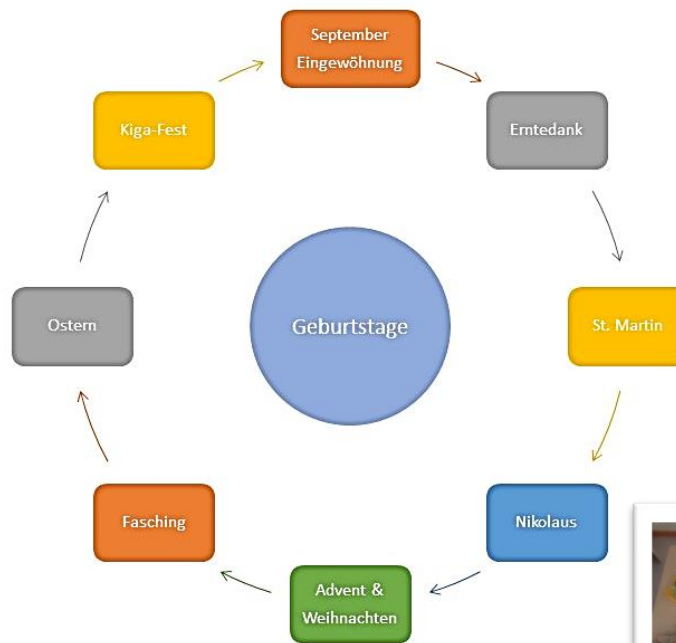 September
Eingewöhnung
Erntedank
St. Martin
Nikolaus
Advent &
Weihnachten
Fasching
Ostern
Kiga-Fest
Geburtstage